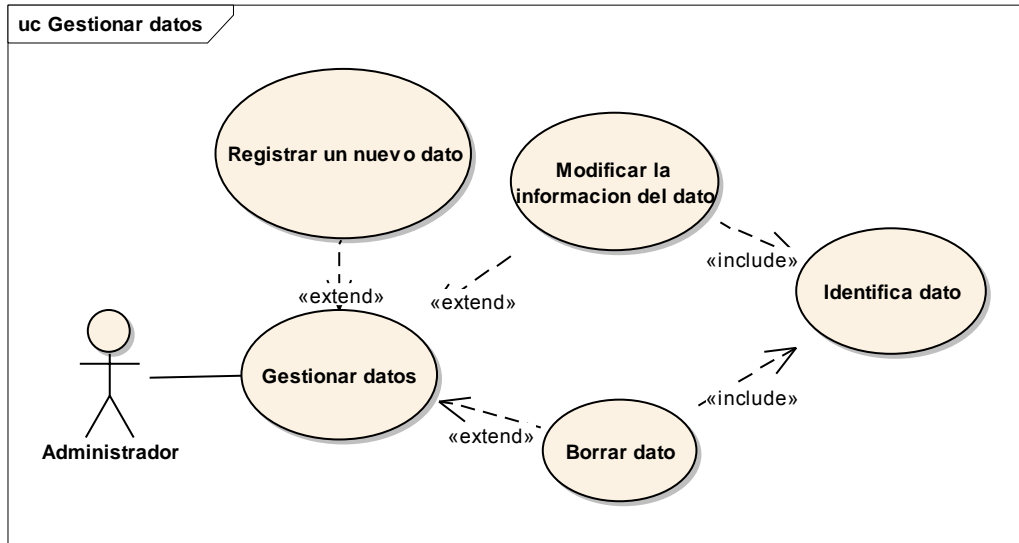 uc Gestionar datos
Registrar un nuevo dato
Modificar la
informacion del dato
«include»
Identifica dato
«extend»
«extend»
Gestionar datos
«include»
«extend»
Borrar dato
Administrador